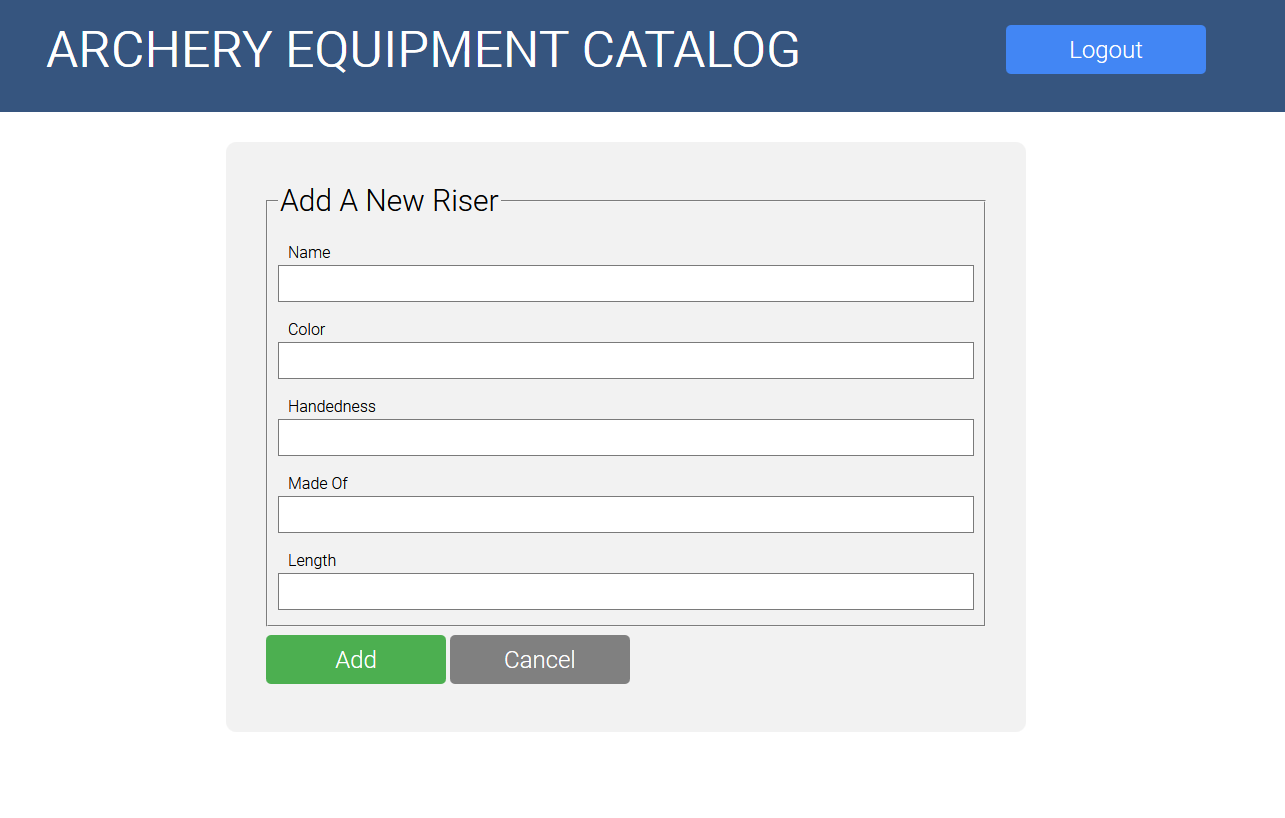 ARCHERY EQUIPMENT CATALOG
Logout
Add A New Riser
Name
Color
Handedness
Made Of
Length
Add
Cancel